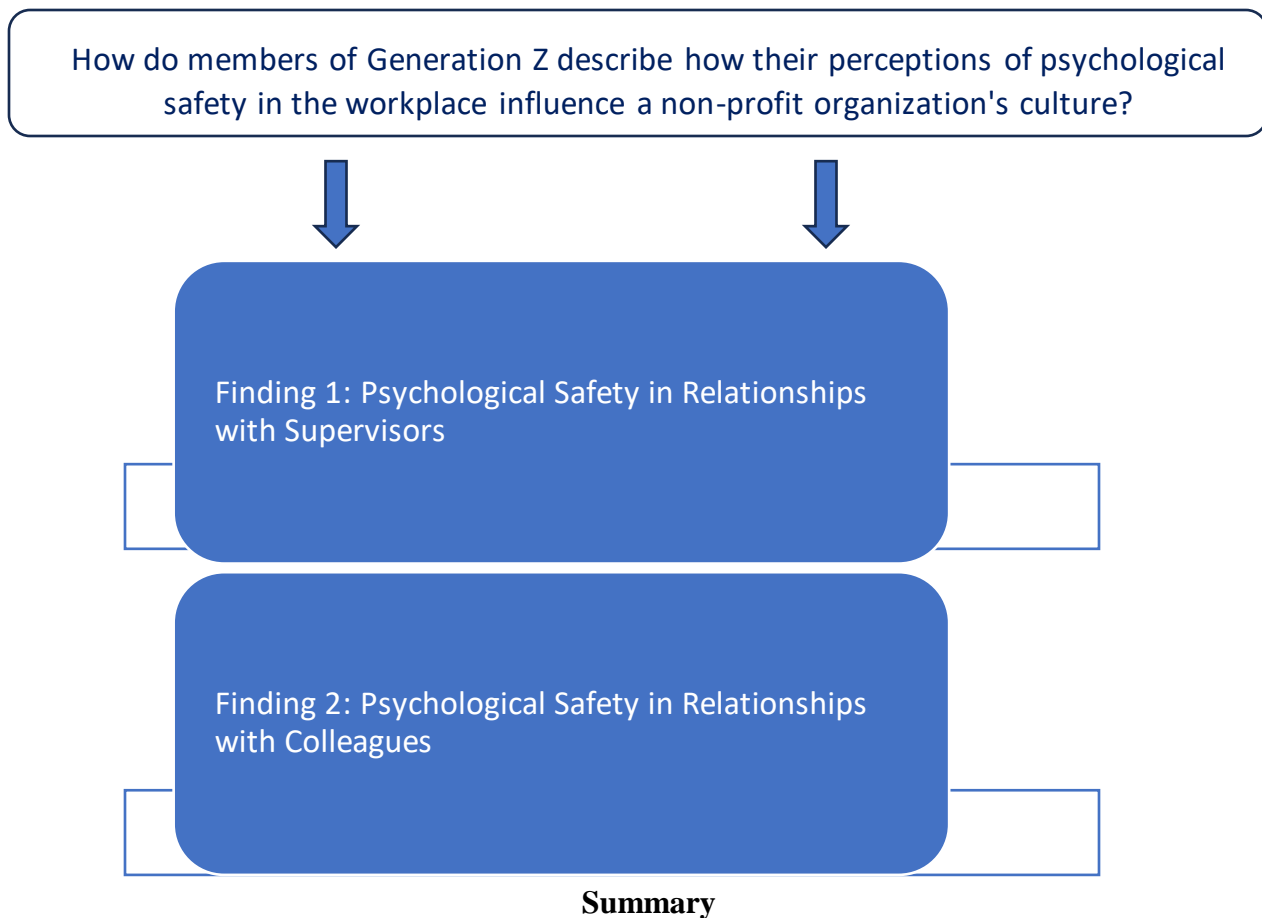 How do members of Generation Z describe how their perceptions of psychological
safety in the workplace influence a non-profit organization's culture?
Finding 1: Psychological Safety in Relationships
with Supervisors
Finding 2: Psychological Safety in Relationships
with Colleagues
Summary